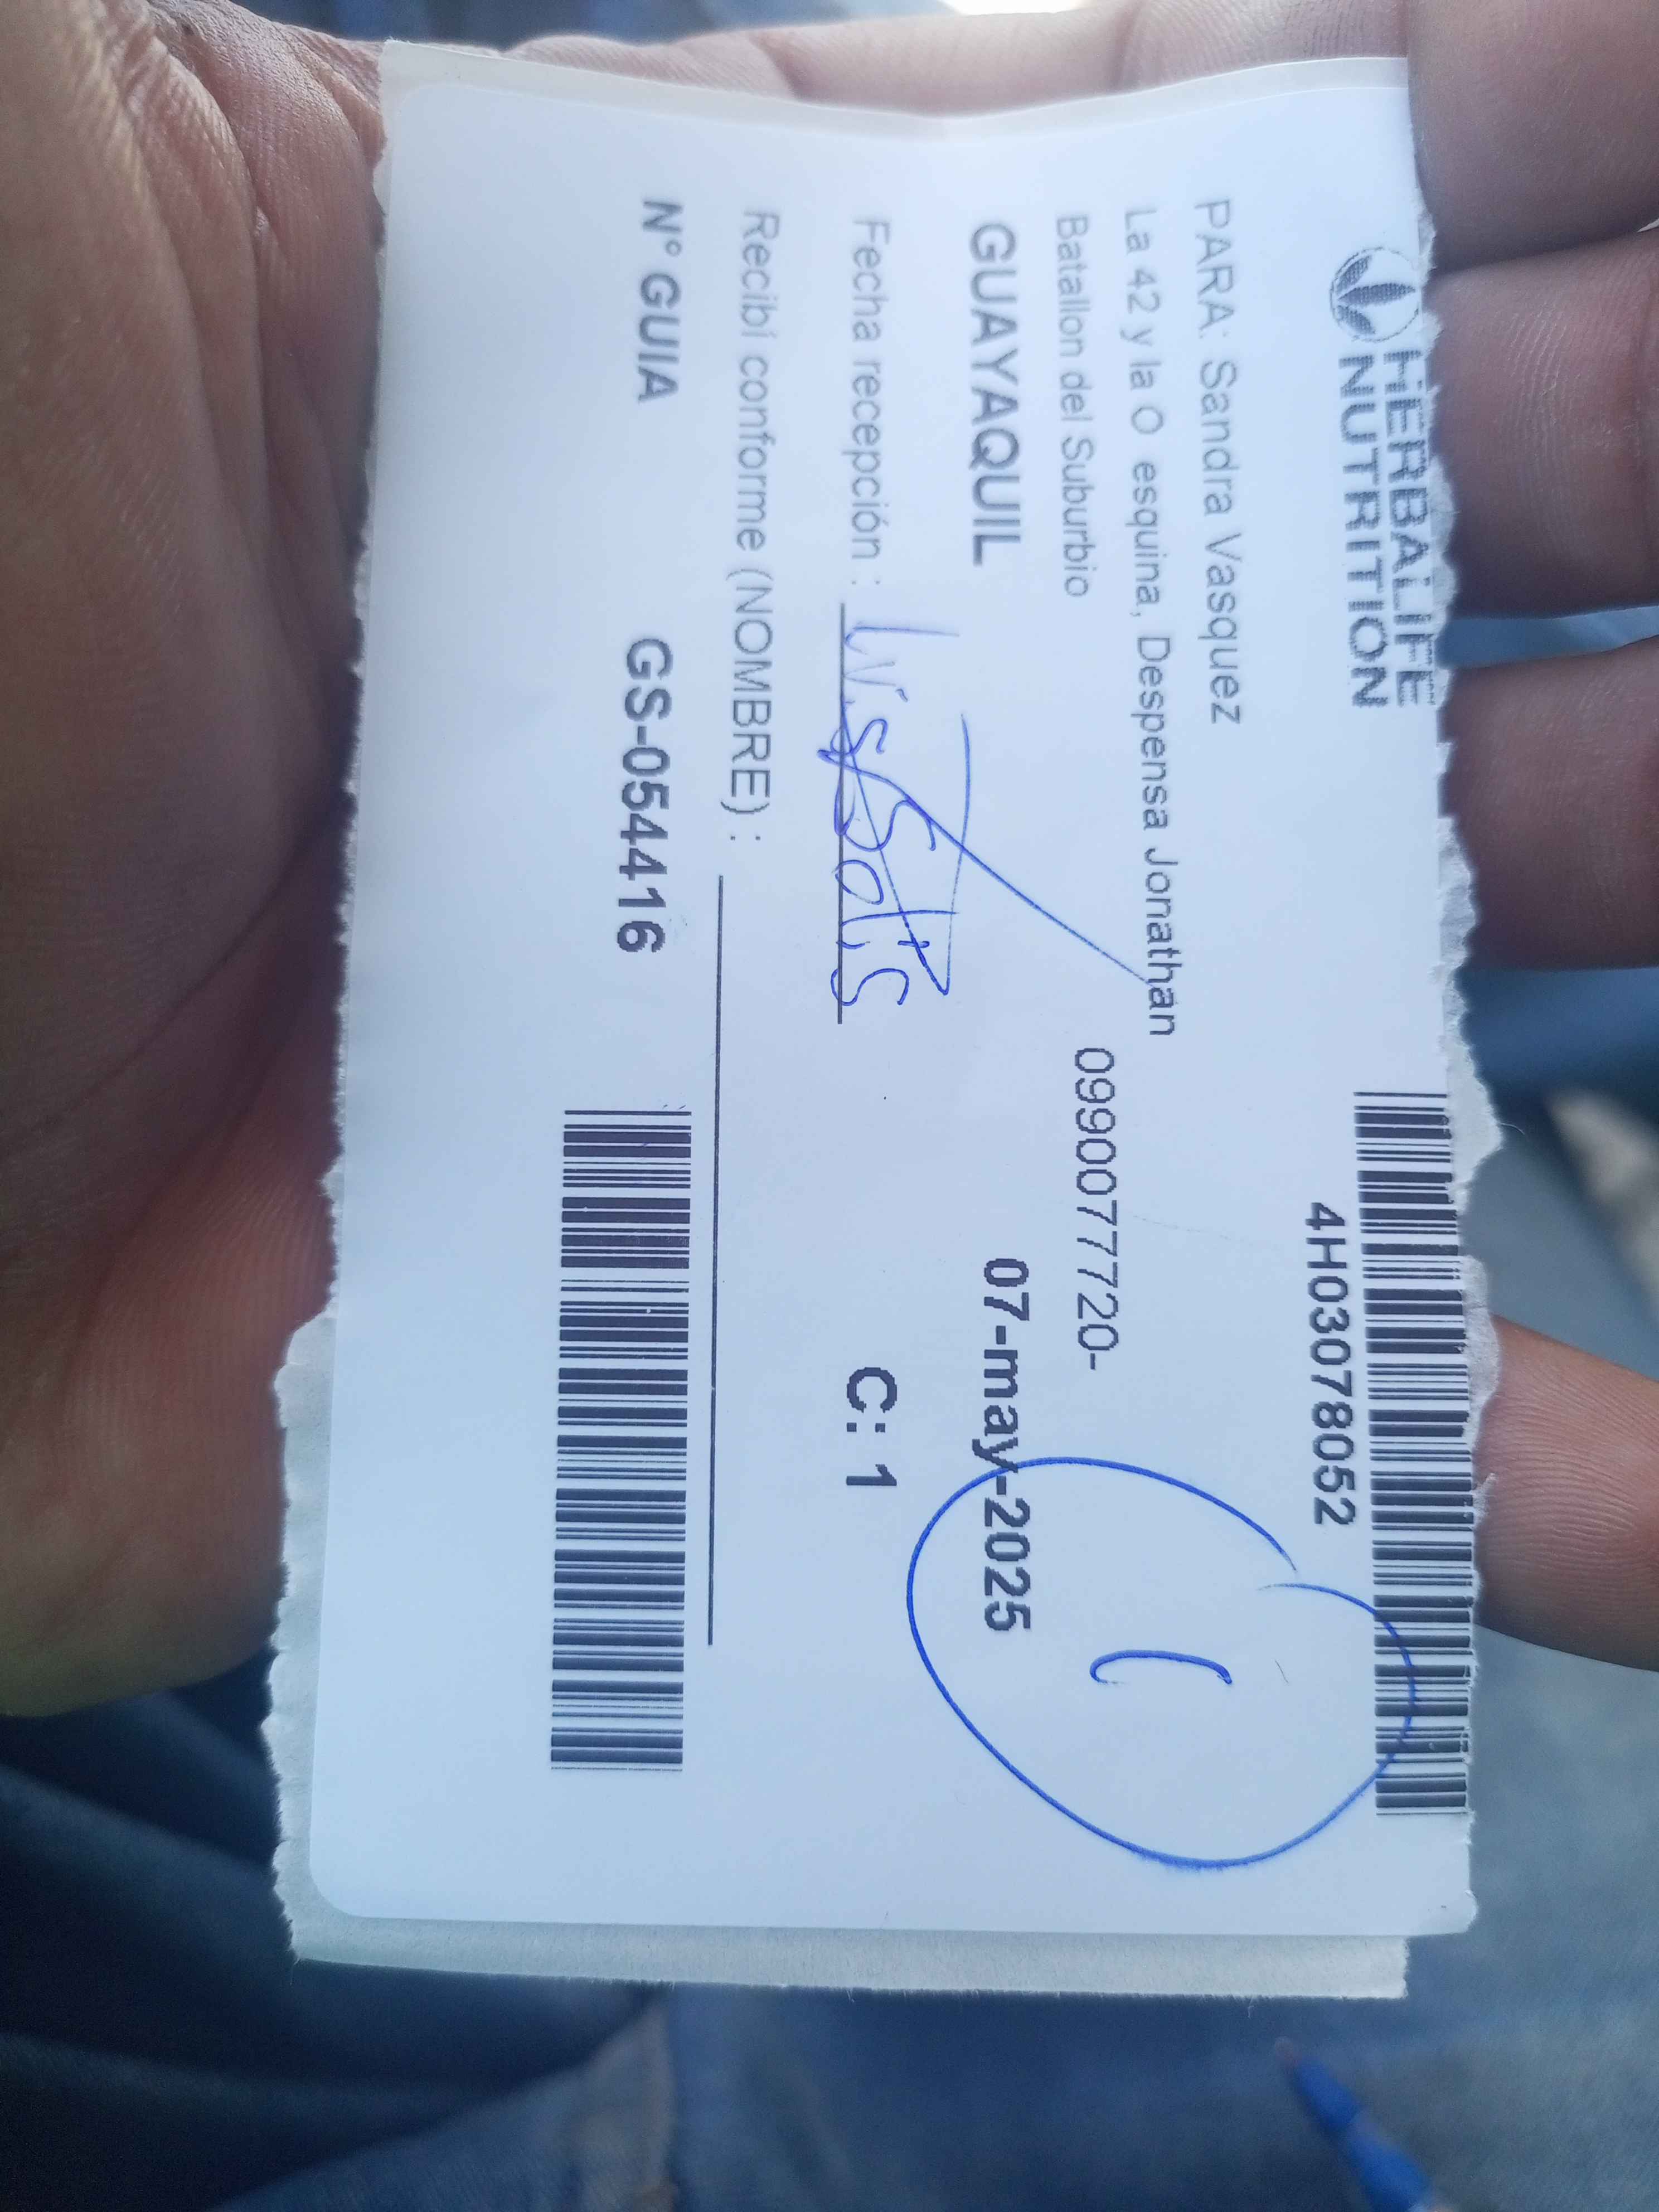 HERBALIFE
NUTRITION
4H03078052
PARA: Sandra Vasquez
La 42 y la O esquina, Despensa Jonathan
Batallon del Suburbio
0990077720-
GUAYAQUIL
07-may-2025
Fecha recepción :
C: 1
Recibí conforme (NOMBRE) :
N° GUIA GS-054416